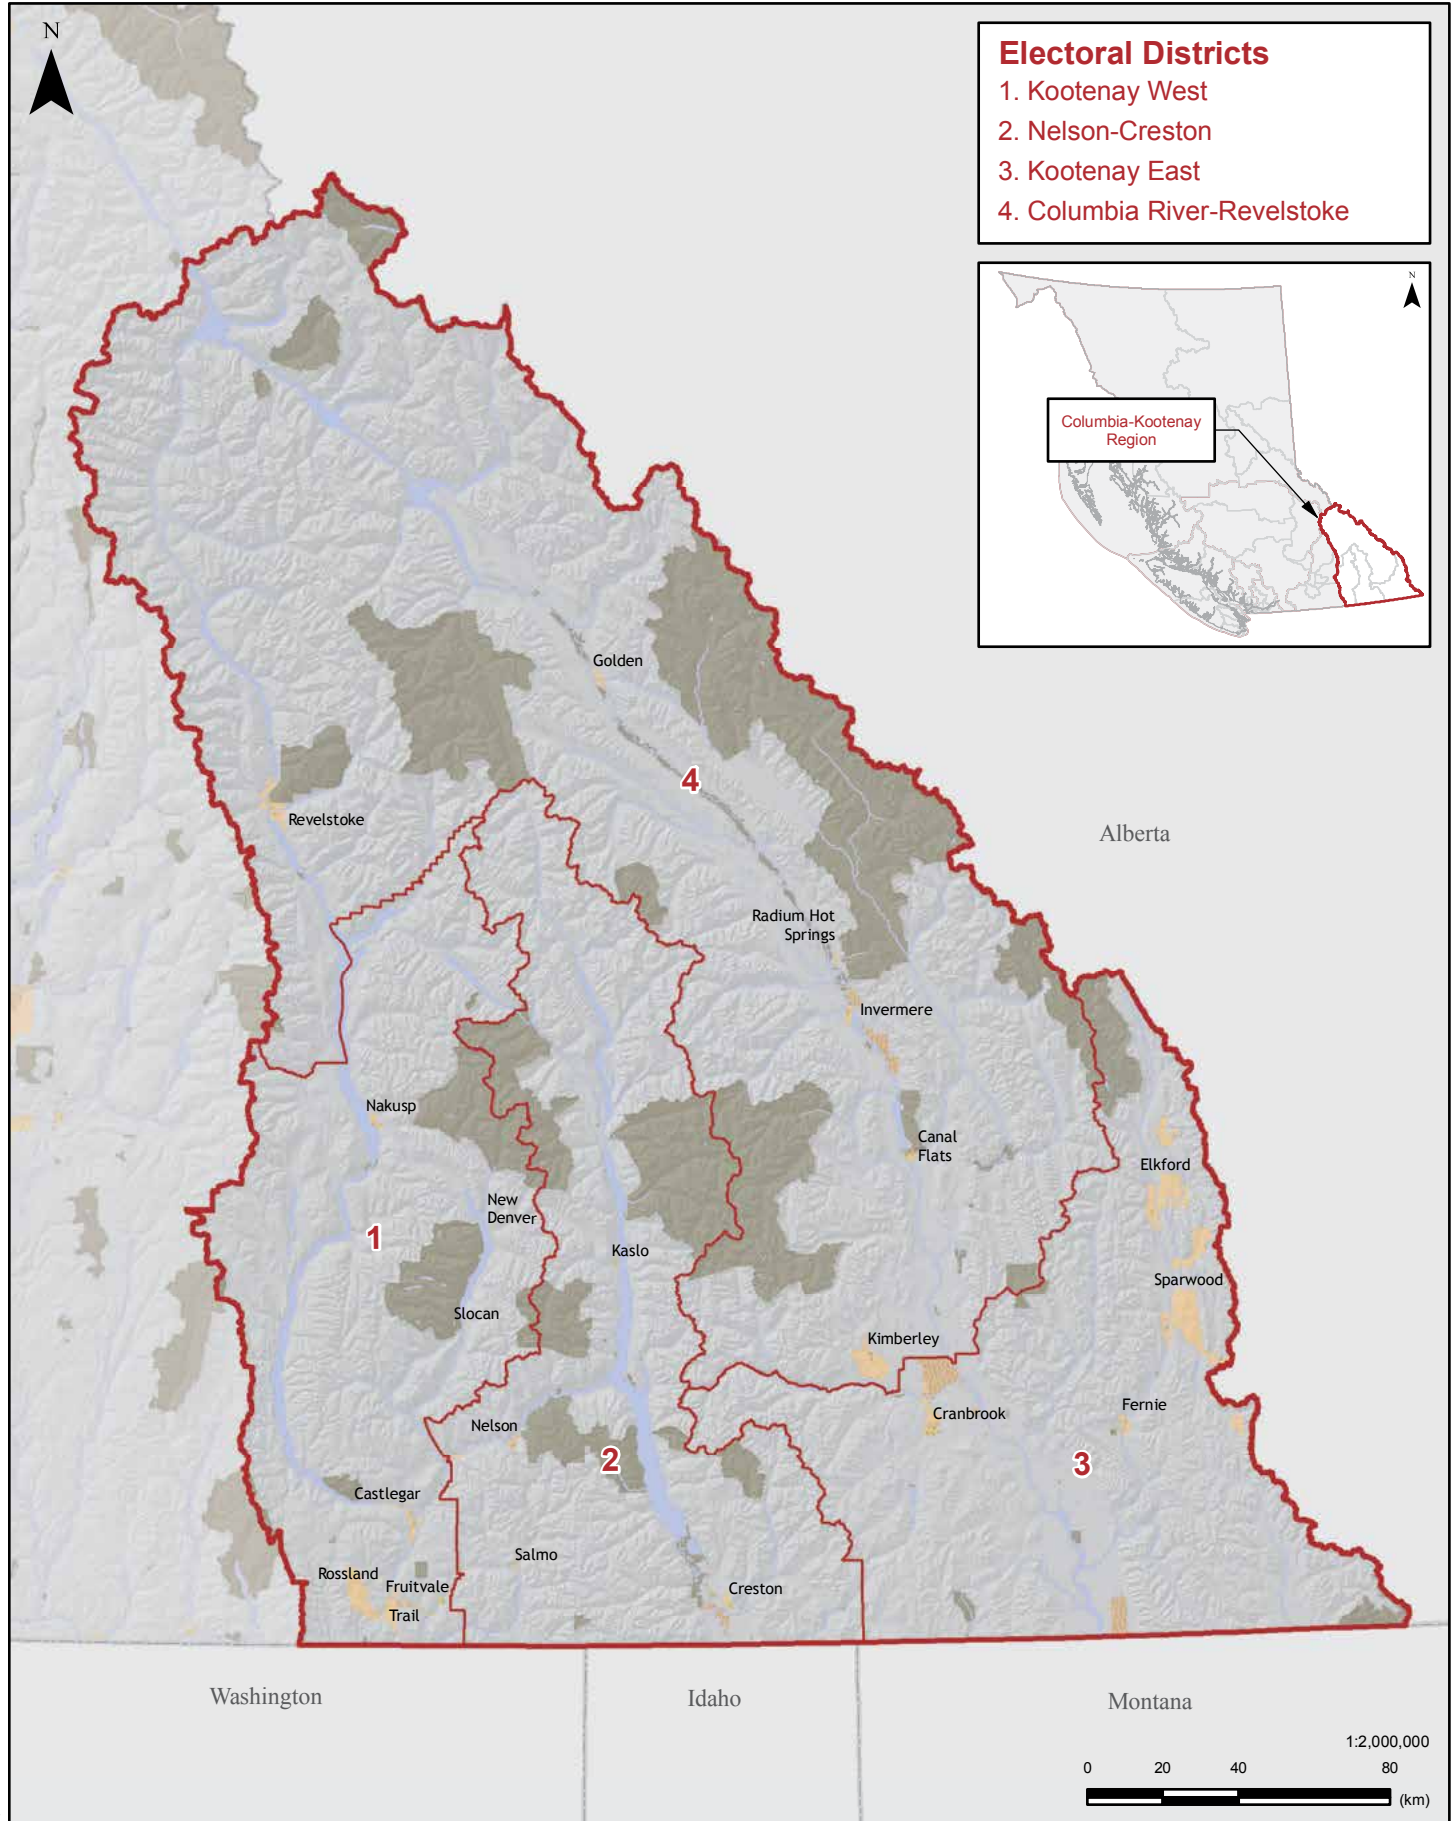 N
Electoral Districts
1. Kootenay West
2. Nelson-Creston
3. Kootenay East
4. Columbia River-Revelstoke
N
Columbia-Kootenay
Region
Golden
4
Revelstoke
Alberta
Radium Hot
Springs
Invermere
Nakusp
Canal
Flats
Elkford
New
Denver
1
Kaslo
Sparwood
Slocan
Kimberley
Fernie
Cranbrook
Nelson
2
3
Castlegar
Salmo
Rossland
Fruitvale
Creston
Trail
Washington
Idaho
Montana
1:2,000,000
0 20 40 80
(km)